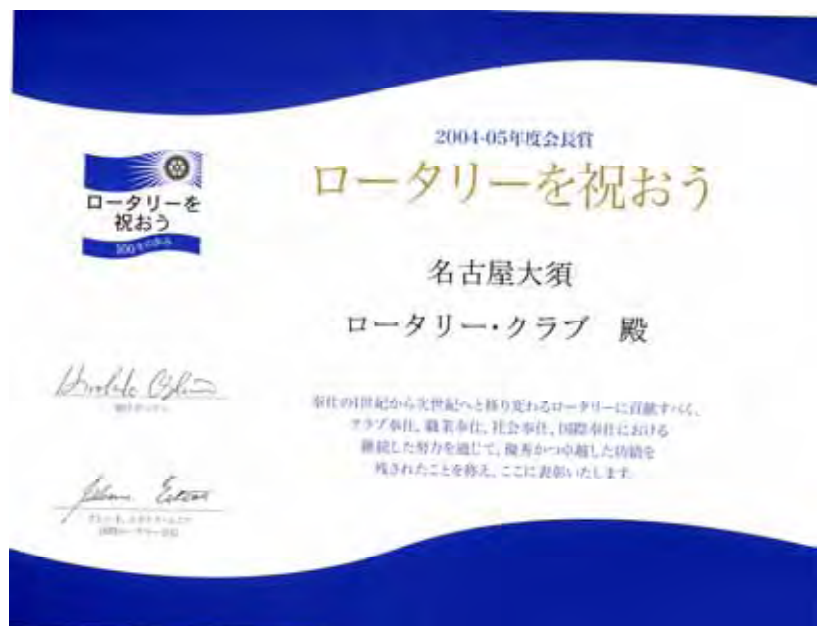 2004-05年度会長賞
ロータリーを祝おう
ロータリーを
祝おう
名古屋大須
ロータリー・クラブ 殿
奉仕の1世紀から次世紀へと移り変わるロータリーに貢献すべく、
クラブ奉仕、職業奉仕、社会奉仕、国際奉仕における
継続した努力を通じて、優秀かつ卓越した功績を
残されたことを称え、ここに表彰いたします。